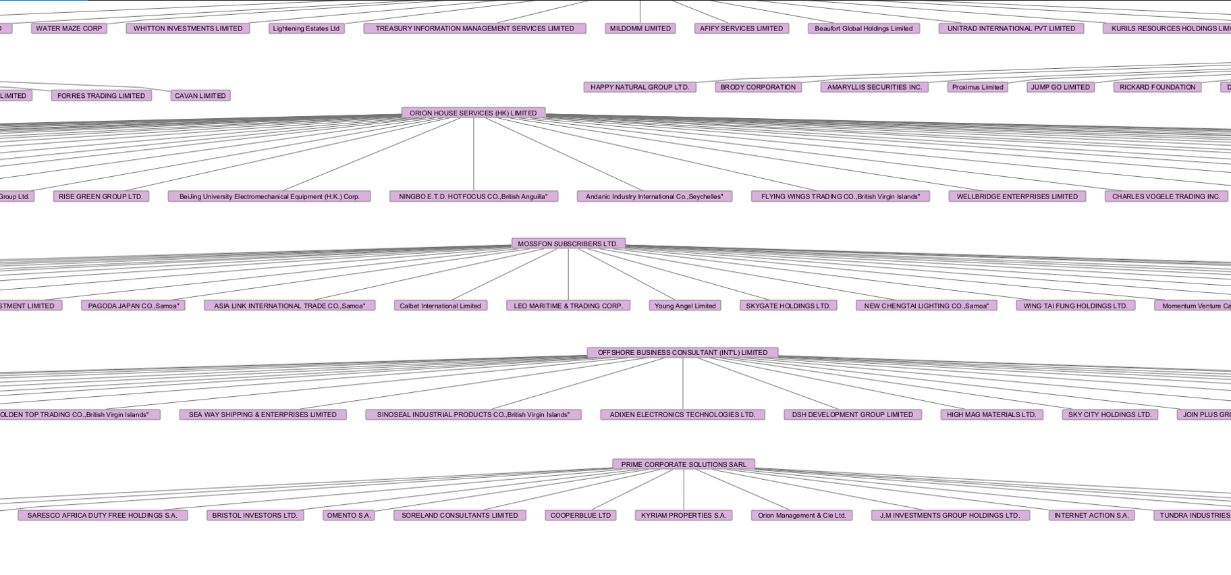 WATER MAZE CORP WHITTON INVESTMENTS LIMITED Lightening Estates Ltd TREASURY INFORMATION MANAGEMENT SERVICES LIMITED MILDOMM LIMITED AFIFY SERVICES LIMITED Beaufort Global Holdings Limited UNITRAD INTERNATIONAL PVT LIMITED KURILS RESOURCES HOLDINGS LIMI
HAPPY NATURAL GROUP LTD. BRODY CORPORATION AMARYLLIS SECURITIES INC. Proximus Limited JUMP GO LIMITED RICKARD FOUNDATION
LIMITED FORRES TRADING LIMITED CAVAN LIMITED
ORION HOUSE SERVICES (HK) LIMITED
Group Ltd. RISE GREEN GROUP LTD. BeiJing University Electromechanical Equipment (H.K.) Corp. NINGBO E.T.D. HOTFOCUS CO.,British Anguilla" Andanic Industry International Co.,Seychelles" FLYING WINGS TRADING CO.,British Virgin Islands" WELLBRIDGE ENTERPRISES LIMITED CHARLES VOGELE TRADING INC.
MOSSFON SUBSCRIBERS LTD.
STMENT LIMITED PAGODA JAPAN CO.,Samoa" ASIA LINK INTERNATIONAL TRADE CO.,Samoa" Calbet International Limited LEO MARITIME & TRADING CORP. Young Angel Limited SKYGATE HOLDINGS LTD. NEW CHENGTAI LIGHTING CO.,Samoa" WING TAI FUNG HOLDINGS LTD. Momentum Venture Ca
OFFSHORE BUSINESS CONSULTANT (INT'L) LIMITED
OLDEN TOP TRADING CO.,British Virgin Islands" SEA WAY SHIPPING & ENTERPRISES LIMITED SINOSEAL INDUSTRIAL PRODUCTS CO.,British Virgin Islands" ADIXEN ELECTRONICS TECHNOLOGIES LTD. DSH DEVELOPMENT GROUP LIMITED HIGH MAG MATERIALS LTD. SKY CITY HOLDINGS LTD. JOIN PLUS GRO
PRIME CORPORATE SOLUTIONS SARL
SARESCO AFRICA DUTY FREE HOLDINGS S.A. BRISTOL INVESTORS LTD. OMENTO S.A. SORELAND CONSULTANTS LIMITED COOPERBLUE LTD KYRIAM PROPERTIES S.A. Orion Management & Cie Ltd. J.M INVESTMENTS GROUP HOLDINGS LTD. INTERNET ACTION S.A. TUNDRA INDUSTRIES